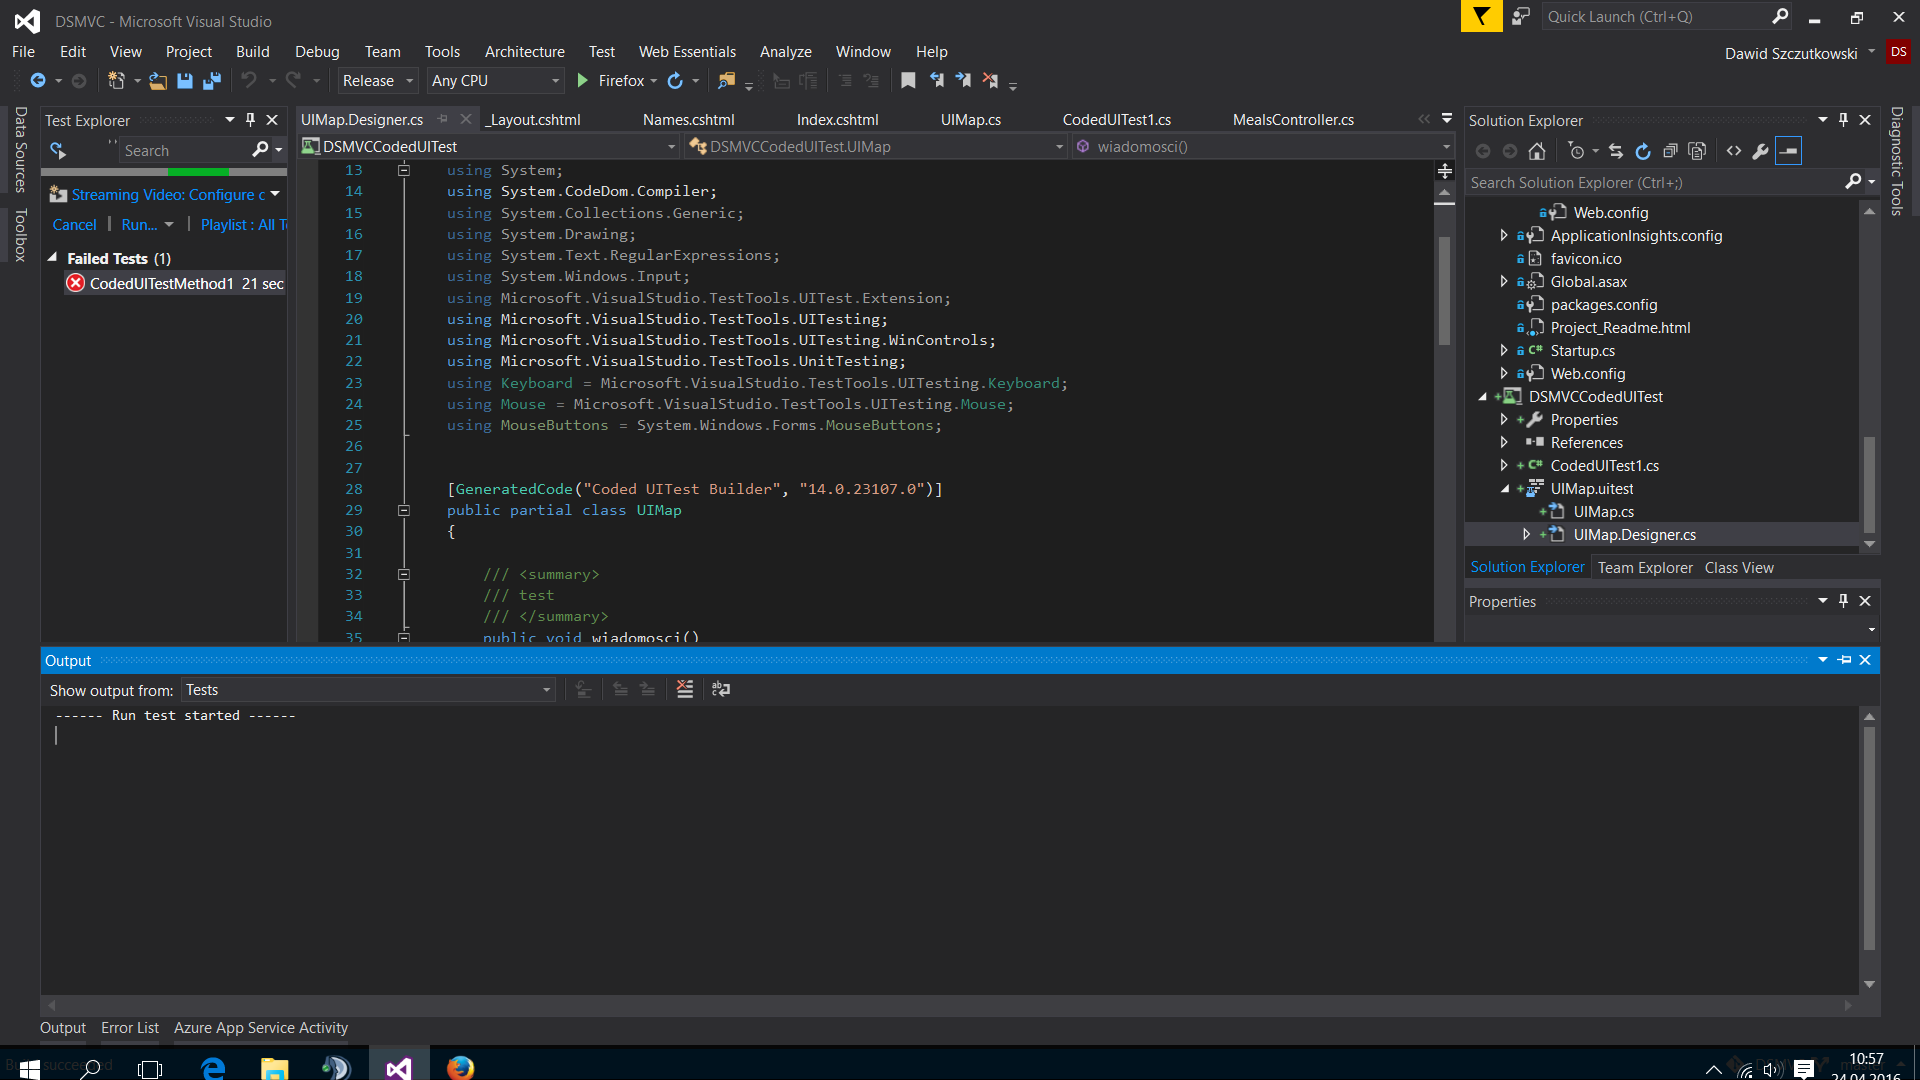 DSMVC - Microsoft Visual Studio
Quick Launch (Ctrl+Q)
File Edit View Project Build Debug Team Tools Architecture Test Web Essentials Analyze Window Help
Dawid Szczutkowski DS
Release Any CPU Firefox
Data Sources
Toolbox
Test Explorer
Search
Streaming Video: Configure c
Cancel Run... Playlist : All T
Failed Tests (1)
CodedUITestMethod1 21 sec
UIMap.Designer.cs _Layout.cshtml Names.cshtml Index.cshtml UIMap.cs CodedUITest1.cs MealsController.cs
DSMVCCodedUITest DSMVCCodedUITest.UIMap wiadomosci()
13 using System;
14 using System.CodeDom.Compiler;
15 using System.Collections.Generic;
16 using System.Drawing;
17 using System.Text.RegularExpressions;
18 using System.Windows.Input;
19 using Microsoft.VisualStudio.TestTools.UITest.Extension;
20 using Microsoft.VisualStudio.TestTools.UITesting;
21 using Microsoft.VisualStudio.TestTools.UITesting.WinControls;
22 using Microsoft.VisualStudio.TestTools.UnitTesting;
23 using Keyboard = Microsoft.VisualStudio.TestTools.UITesting.Keyboard;
24 using Mouse = Microsoft.VisualStudio.TestTools.UITesting.Mouse;
25 using MouseButtons = System.Windows.Forms.MouseButtons;
26
27
28 [GeneratedCode("Coded UITest Builder", "14.0.23107.0")]
29 public partial class UIMap
30 {
31
32 /// <summary>
33 /// test
34 /// </summary>
35 public void wiadomosci()
Solution Explorer
Search Solution Explorer (Ctrl+;)
Web.config
ApplicationInsights.config
favicon.ico
Global.asax
packages.config
Project_Readme.html
Startup.cs
Web.config
DSMVCCodedUITest
Properties
References
CodedUITest1.cs
UIMap.uitest
UIMap.cs
UIMap.Designer.cs
Solution Explorer Team Explorer Class View
Properties
Diagnostic Tools
Output
Show output from: Tests
------ Run test started ------
Output Error List Azure App Service Activity
10:57
24.04.2016